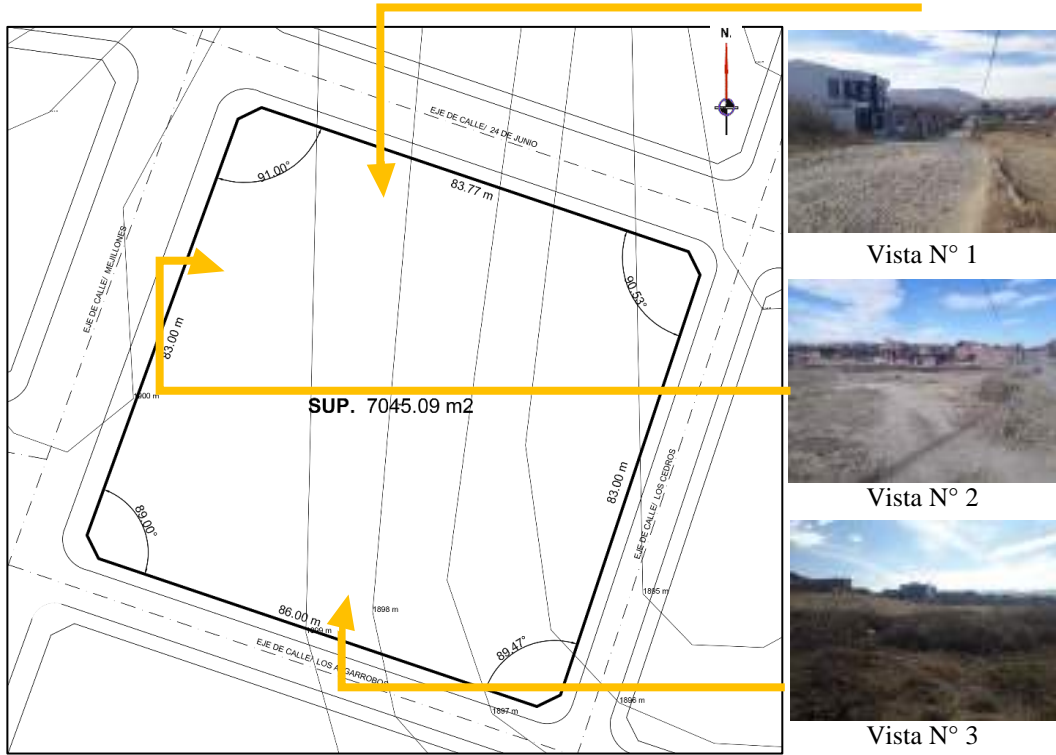 N.
EJE DE CALLE/ 24 DE JUNIO
91.00°
83.77 m
Vista N° 1
EJE DE CALLE/ MEJILLONES
90.53°
83.00 m
1900 m
SUP. 7045.09 m2
Vista N° 2
83.00 m
EJE DE CALLE/ LOS CEDROS
89.00°
1895 m
86.00 m
1898 m
1899 m
EJE DE CALLE/ LOS ALGARROBOS
89.47°
1896 m
1897 m
Vista N° 3